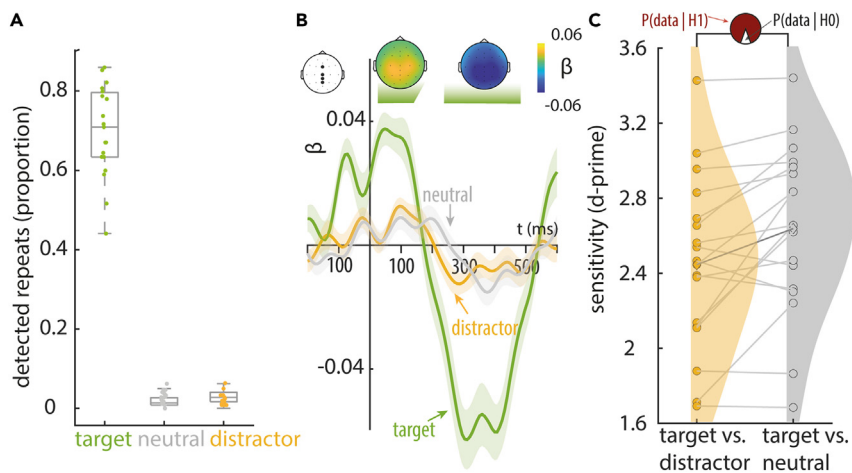 A
detected repeats (proportion)
0.8
0.6
0.4
0.2
0
target neutral distractor
B
0.06
β
-0.06
0.04
β
neutral
t (ms)
100 100 300 500
distractor
-0.04
target
C
P(data | H1) P(data | H0)
sensitivity (d-prime)
3.6
3.2
2.8
2.4
2
1.6
target vs. target vs.
distractor neutral